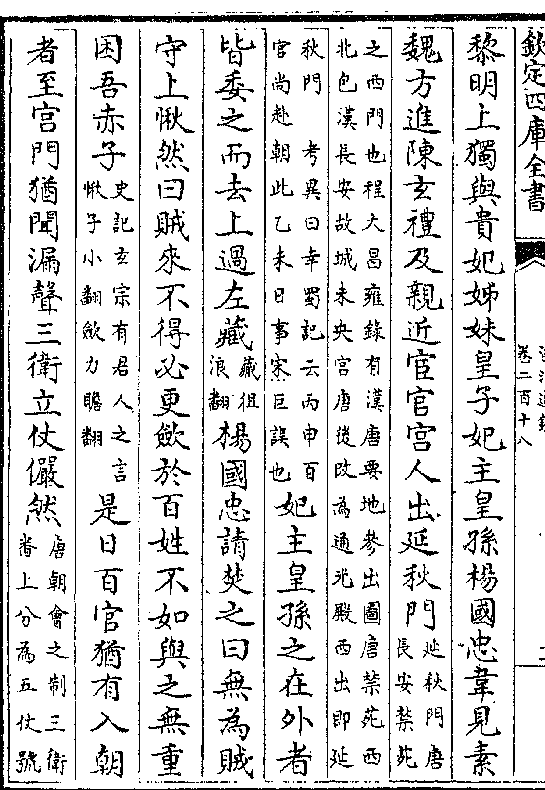 欽定四庫全書
卷二百十八
黎明上獨與貴妃姊妹皇子妃主皇孫楊國忠韋見素
魏方進陳玄禮及親近宦官宫人出延秋門延秋門唐長安禁苑
之西門也程大昌雍錄有漢唐要地參出圖唐禁苑西北包漢長安故城未央宫唐後改為通光殿西出即延
秋門 考異曰幸蜀記云丙申百官尚赴朝此乙未日事宋巨誤也妃主皇孫之在外者
皆委之而去上過左藏藏徂浪翻楊國忠請焚之曰無為賊
守上愀然曰賊來不得必更斂於百姓不如與之無重
困吾赤子史記玄宗有君人之言愀子小翻斂力贍翻是日百官猶有入朝
者至宫門猶聞漏聲三衛立仗儼然唐朝會之制三衛番上分為五仗號